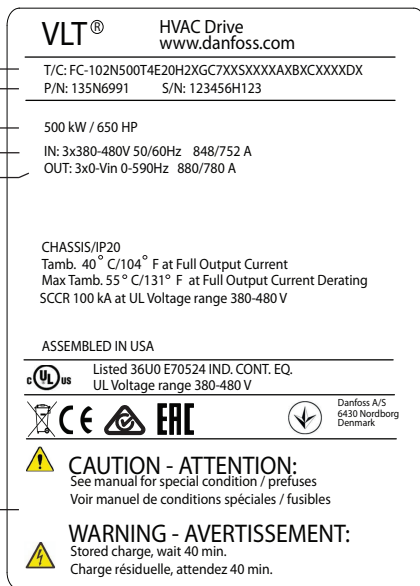 VLT® HVAC Drive
www.danfoss.com
T/C: FC-102N500T4E20H2XGC7XXSXXXXAXBXCXXXXDX
P/N: 135N6991 S/N: 123456H123
500 kW / 650 HP
IN: 3x380-480V 50/60Hz 848/752 A
OUT: 3x0-Vin 0-590Hz 880/780 A
CHASSIS/IP20
Tamb. 40° C/104° F at Full Output Current
Max Tamb. 55° C/131° F at Full Output Current Derating
SCCR 100 kA at UL Voltage range 380-480 V
ASSEMBLED IN USA
c UL us Listed 36U0 E70524 IND. CONT. EQ.
UL Voltage range 380-480 V
CE EAC
Danfoss A/S
6430 Nordborg
Denmark
CAUTION - ATTENTION:
See manual for special condition / prefuses
Voir manuel de conditions spéciales / fusibles
WARNING - AVERTISSEMENT:
Stored charge, wait 40 min.
Charge résiduelle, attendez 40 min.